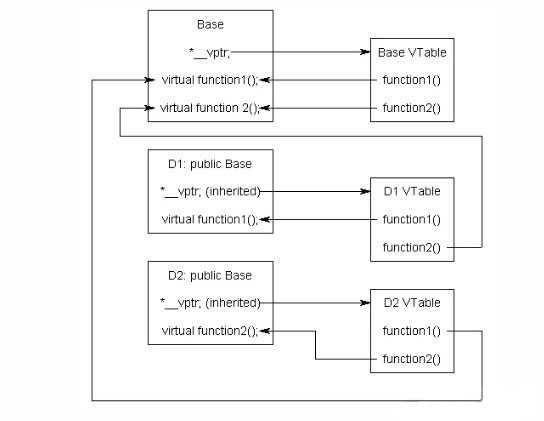 Base
*__vptr;
virtual function1();
virtual function 2();
Base VTable
function1()
function2()
D1: public Base
*__vptr; (inherited)
virtual function1();
D1 VTable
function1()
function2()
D2: public Base
*__vptr; (inherited)
virtual function2();
D2 VTable
function1()
function2()